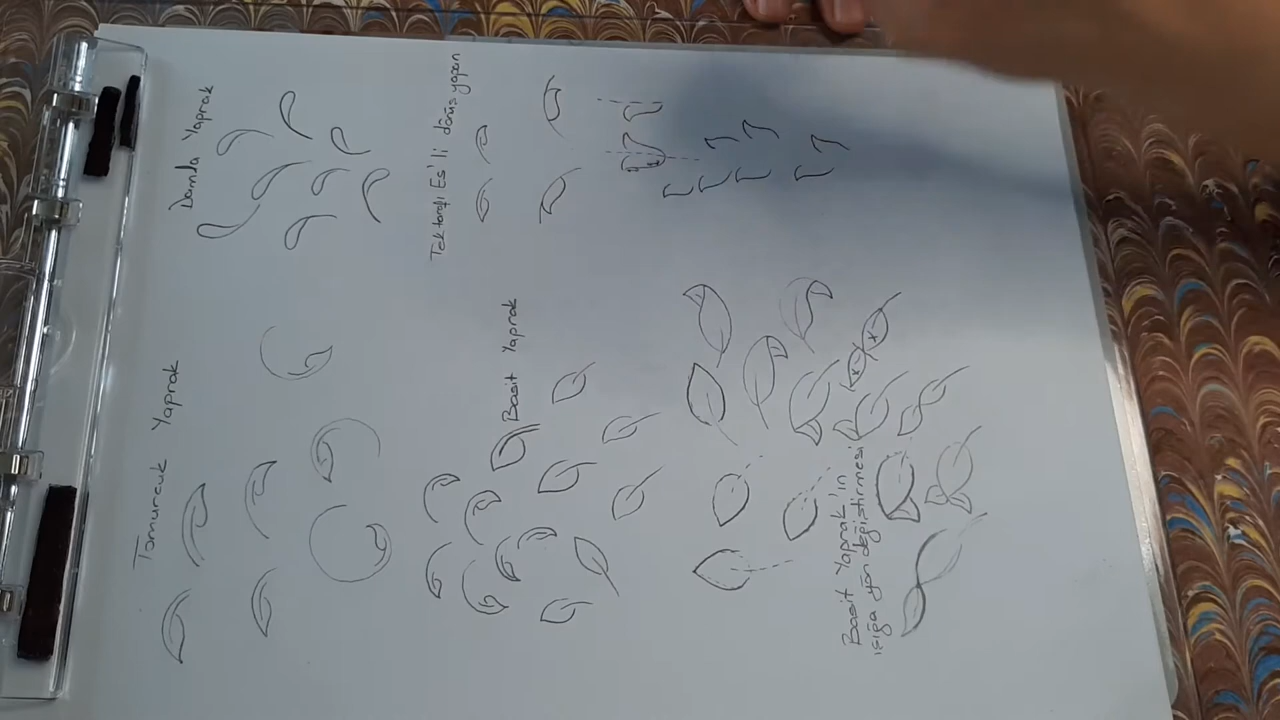 Tomurcuk Yaprak
Damla Yaprak
Tek taraflı Es'li dönüş yapan
Basit Yaprak
Basit Yaprak'ın
ışığa yön değiştirmesi